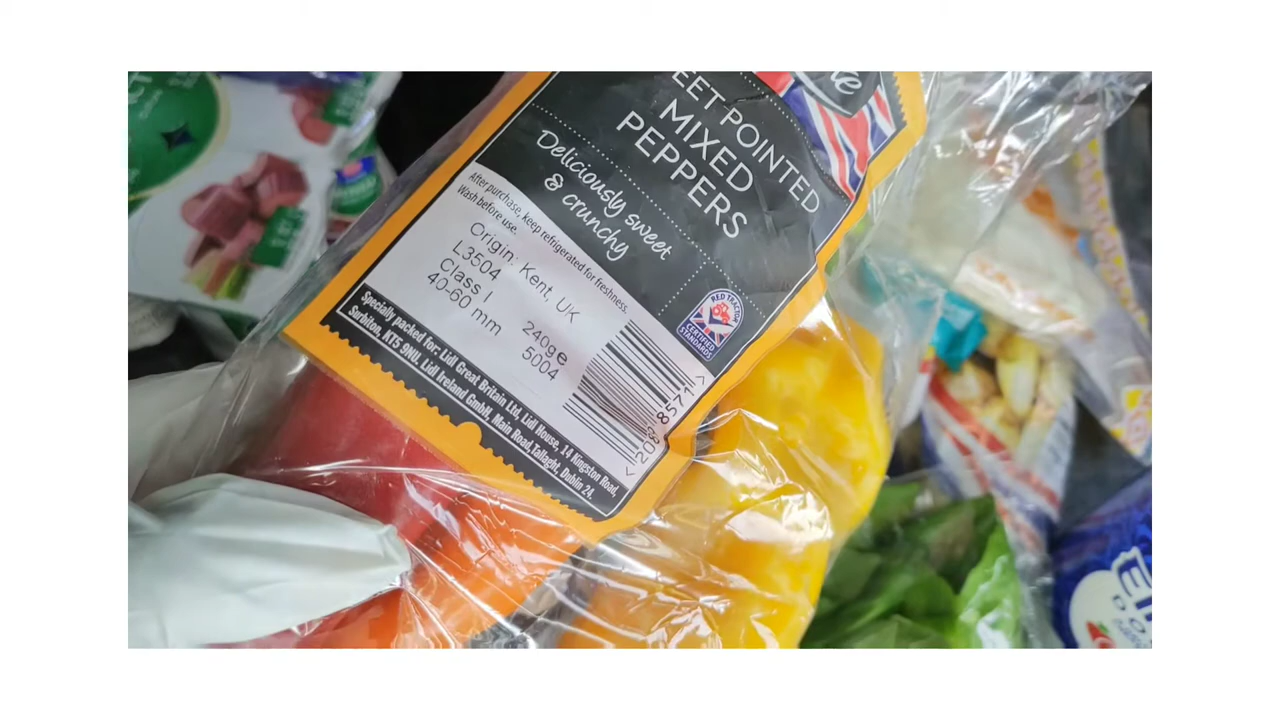 EET POINTED
MIXED
PEPPERS
Deliciously sweet
& crunchy
After purchase, keep refrigerated for freshness.
Wash before use.
Origin: Kent, UK
L3504
Class I
40-60 mm
240g e
5004
RED TRACTOR
CERTIFIED
STANDARDS
Specially packed for: Lidl Great Britain Ltd, Lidl House, 14 Kingston Road,
Surbiton, KT5 9NU. Lidl Ireland GmbH, Main Road, Tallaght, Dublin 24.